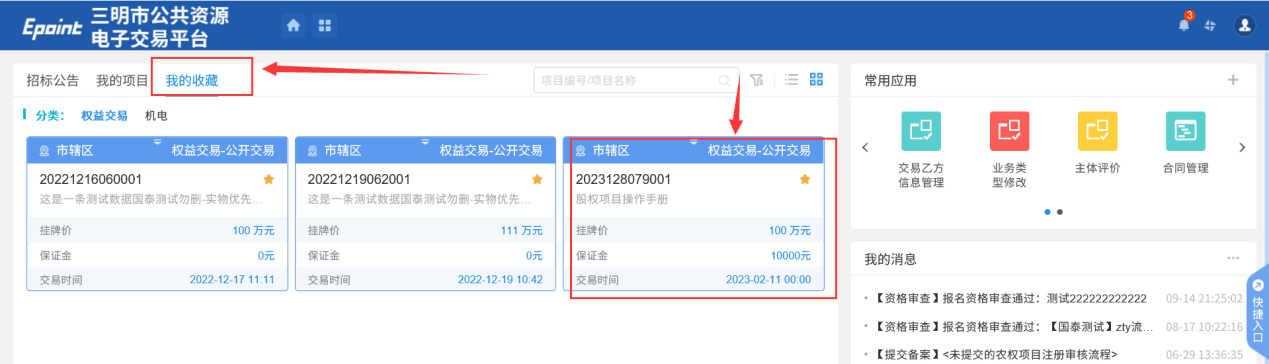 Epoint 三明市公共资源
电子交易平台
3
招标公告 我的项目 我的收藏 项目编号/项目名称
分类： 权益交易 机电
市辖区 权益交易-公开交易
20221216060001
这是一条测试数据国泰测试勿删-实物优先...
挂牌价 100 万元
保证金 0元
交易时间 2022-12-17 11:11
市辖区 权益交易-公开交易
20221219062001
这是一条测试数据国泰测试勿删-实物优先...
挂牌价 111 万元
保证金 0元
交易时间 2022-12-19 10:42
市辖区 权益交易-公开交易
2023128079001
股权项目操作手册
挂牌价 100 万元
保证金 10000元
交易时间 2023-02-11 00:00
常用应用
交易乙方
信息管理
业务类
型修改
主体评价
合同管理
我的消息
【资格审查】报名资格审查通过：测试222222222222 09-14 21:25:02
【资格审查】报名资格审查通过：【国泰测试】zty流... 08-17 10:22:16
【提交备案】<未提交的农权项目注册审核流程> 06-29 13:36:35
快捷入口